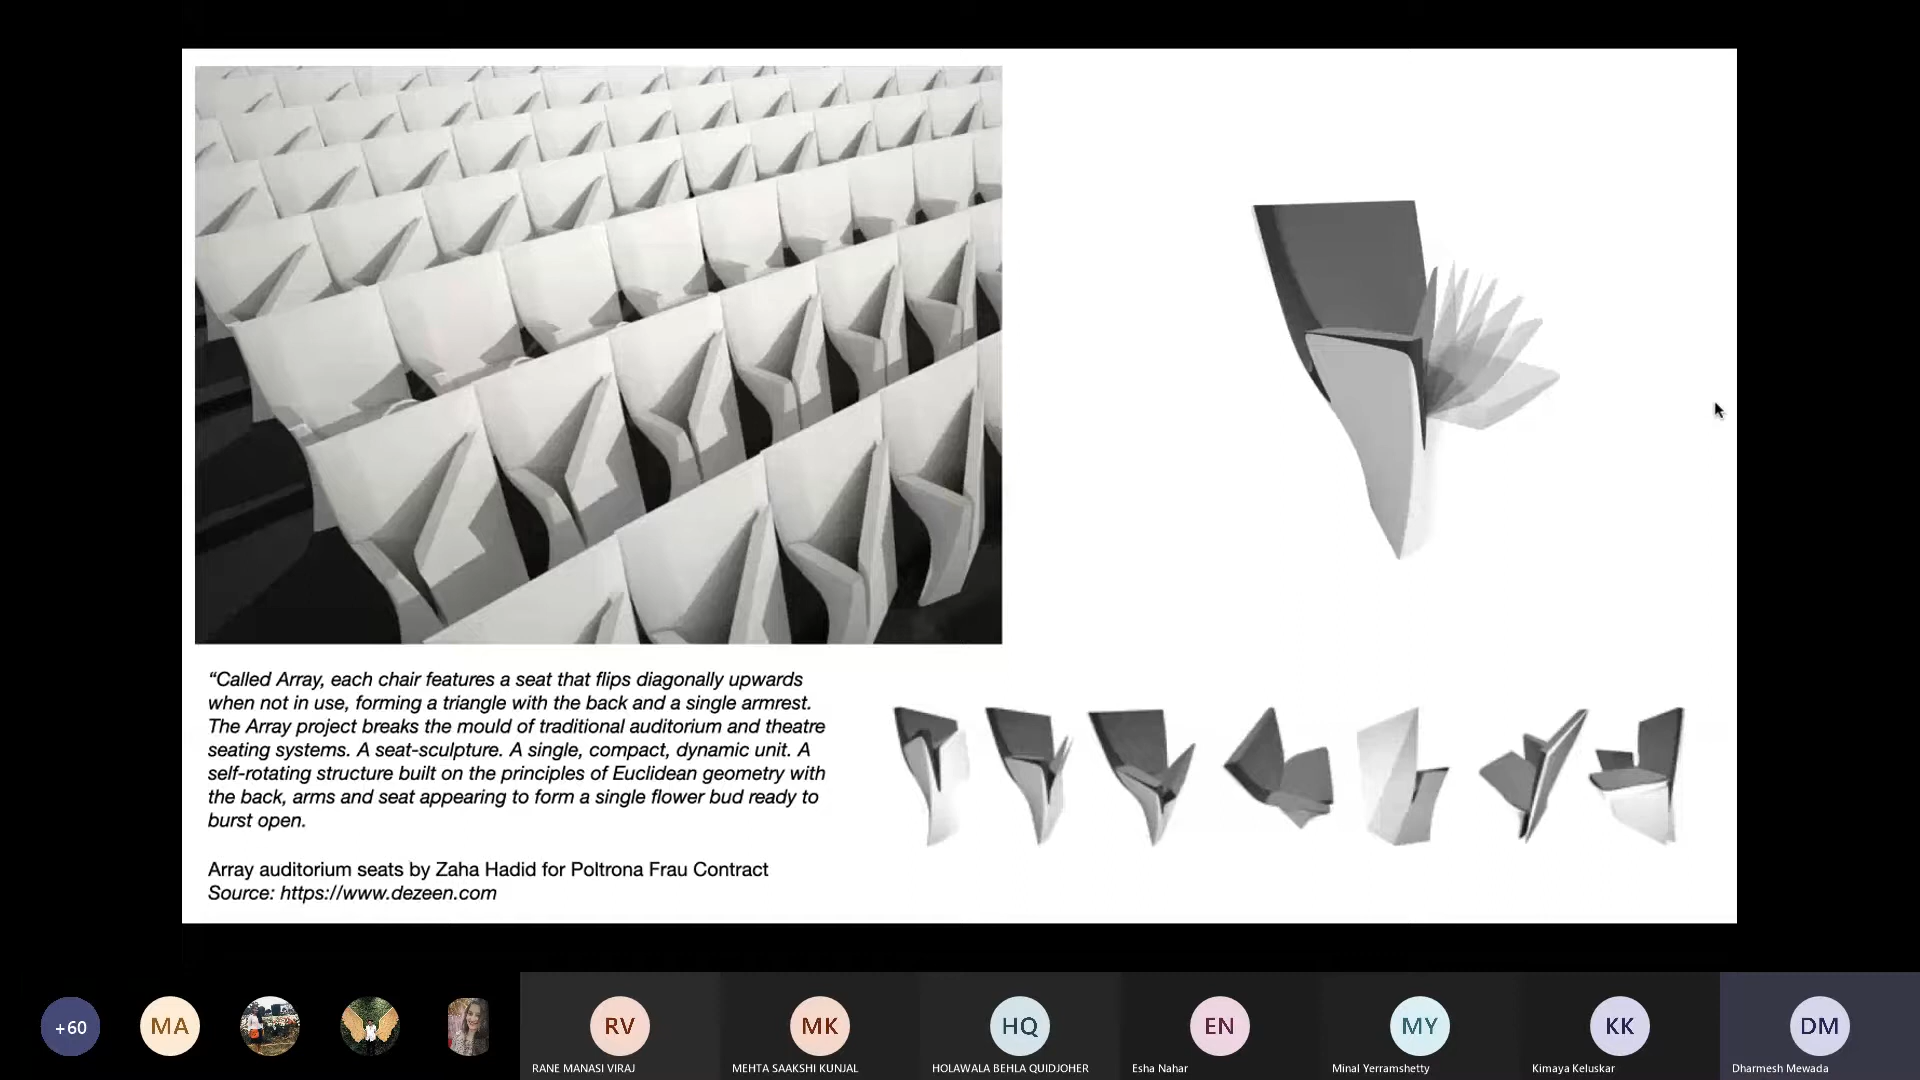 “Called Array, each chair features a seat that flips diagonally upwards
when not in use, forming a triangle with the back and a single armrest.
The Array project breaks the mould of traditional auditorium and theatre
seating systems. A seat-sculpture. A single, compact, dynamic unit. A
self-rotating structure built on the principles of Euclidean geometry with
the back, arms and seat appearing to form a single flower bud ready to
burst open.
Array auditorium seats by Zaha Hadid for Poltrona Frau Contract
Source: https://www.dezeen.com
+60
MA
RV
MK
HQ
EN
MY
KK
DM
RANE MANASI VIRAJ
MEHTA SAAKSHI KUNJAL
HOLAWALA BEHLA QUIDJOHER
Esha Nahar
Minal Yerramshetty
Kimaya Keluskar
Dharmesh Mewada